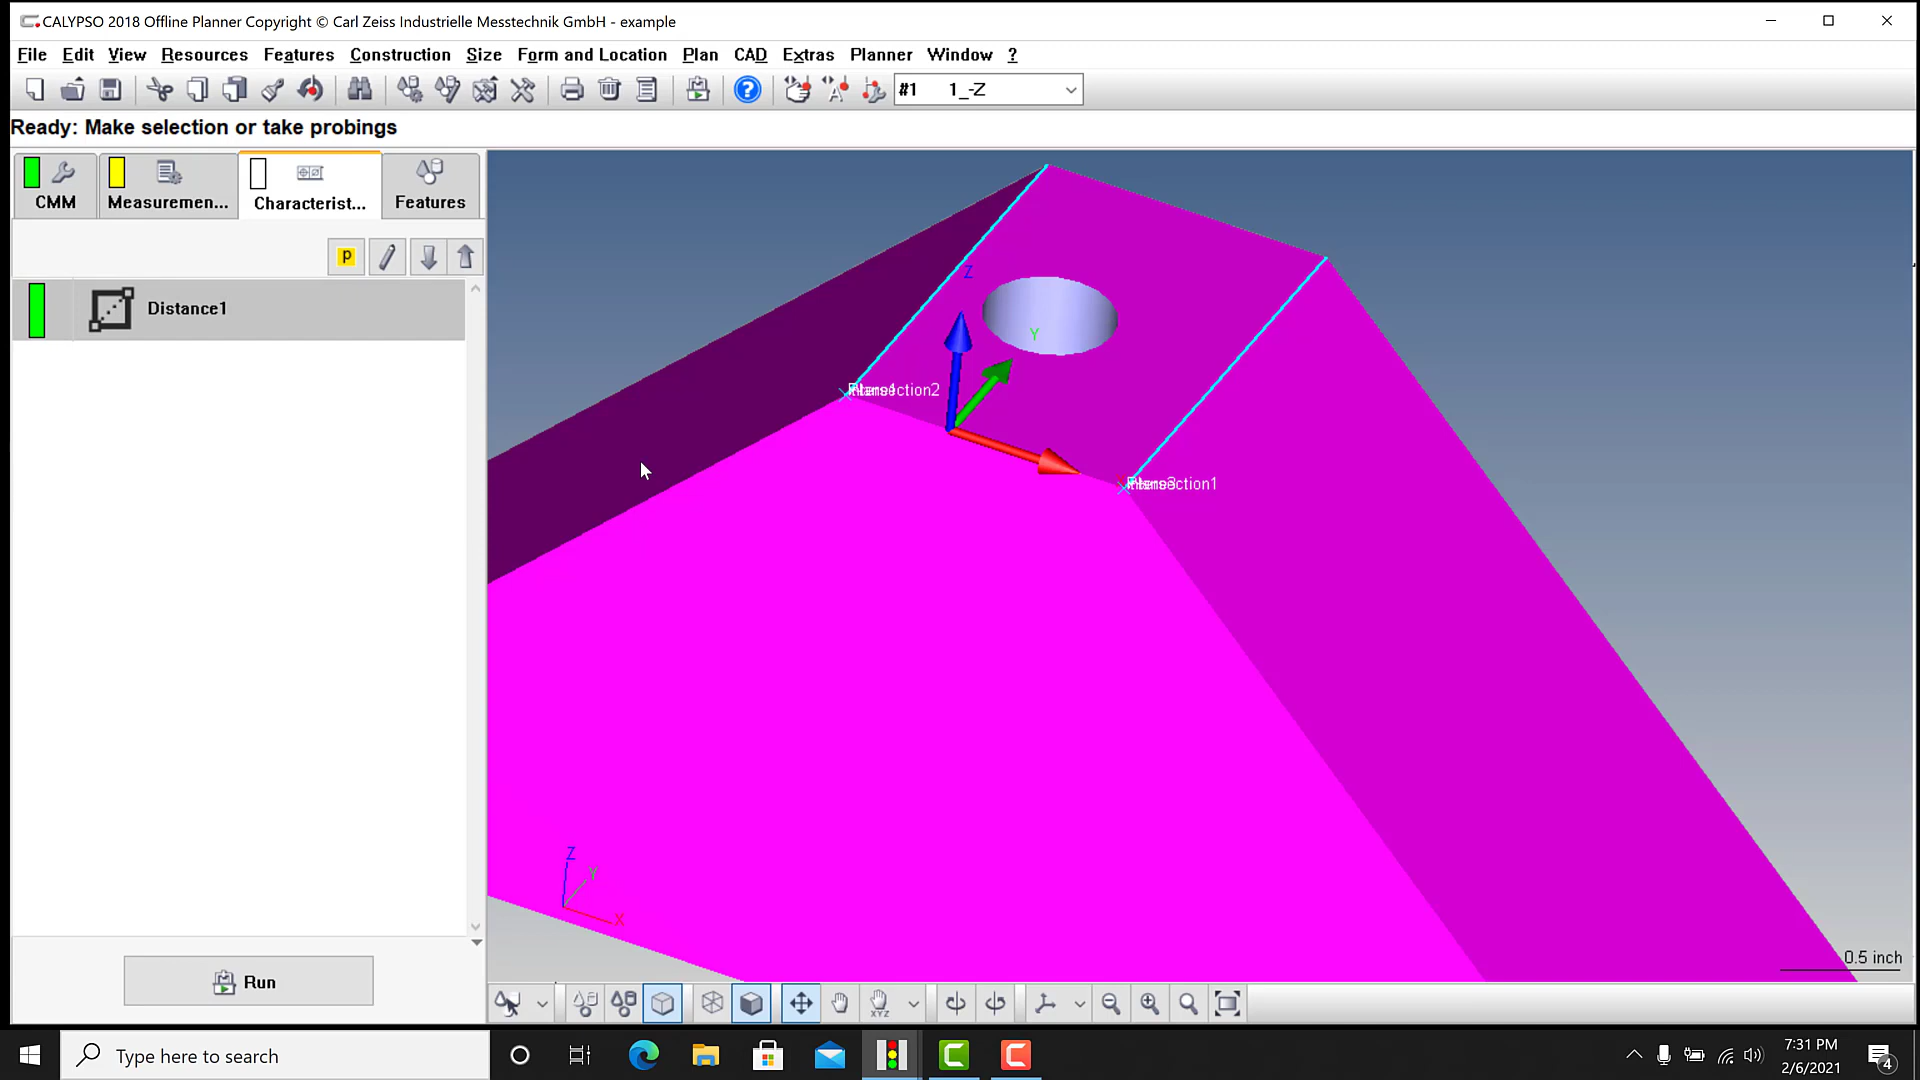 CALYPSO 2018 Offline Planner Copyright © Carl Zeiss Industrielle Messtechnik GmbH - example
File Edit View Resources Features Construction Size Form and Location Plan CAD Extras Planner Window ?
#1 1_-Z
Ready: Make selection or take probings
CMM Measuremen... Characterist... Features
P
Distance1
Z
Y
Z
Y
X
0.5 inch
Run
XYZ
Type here to search
7:31 PM
2/6/2021
4